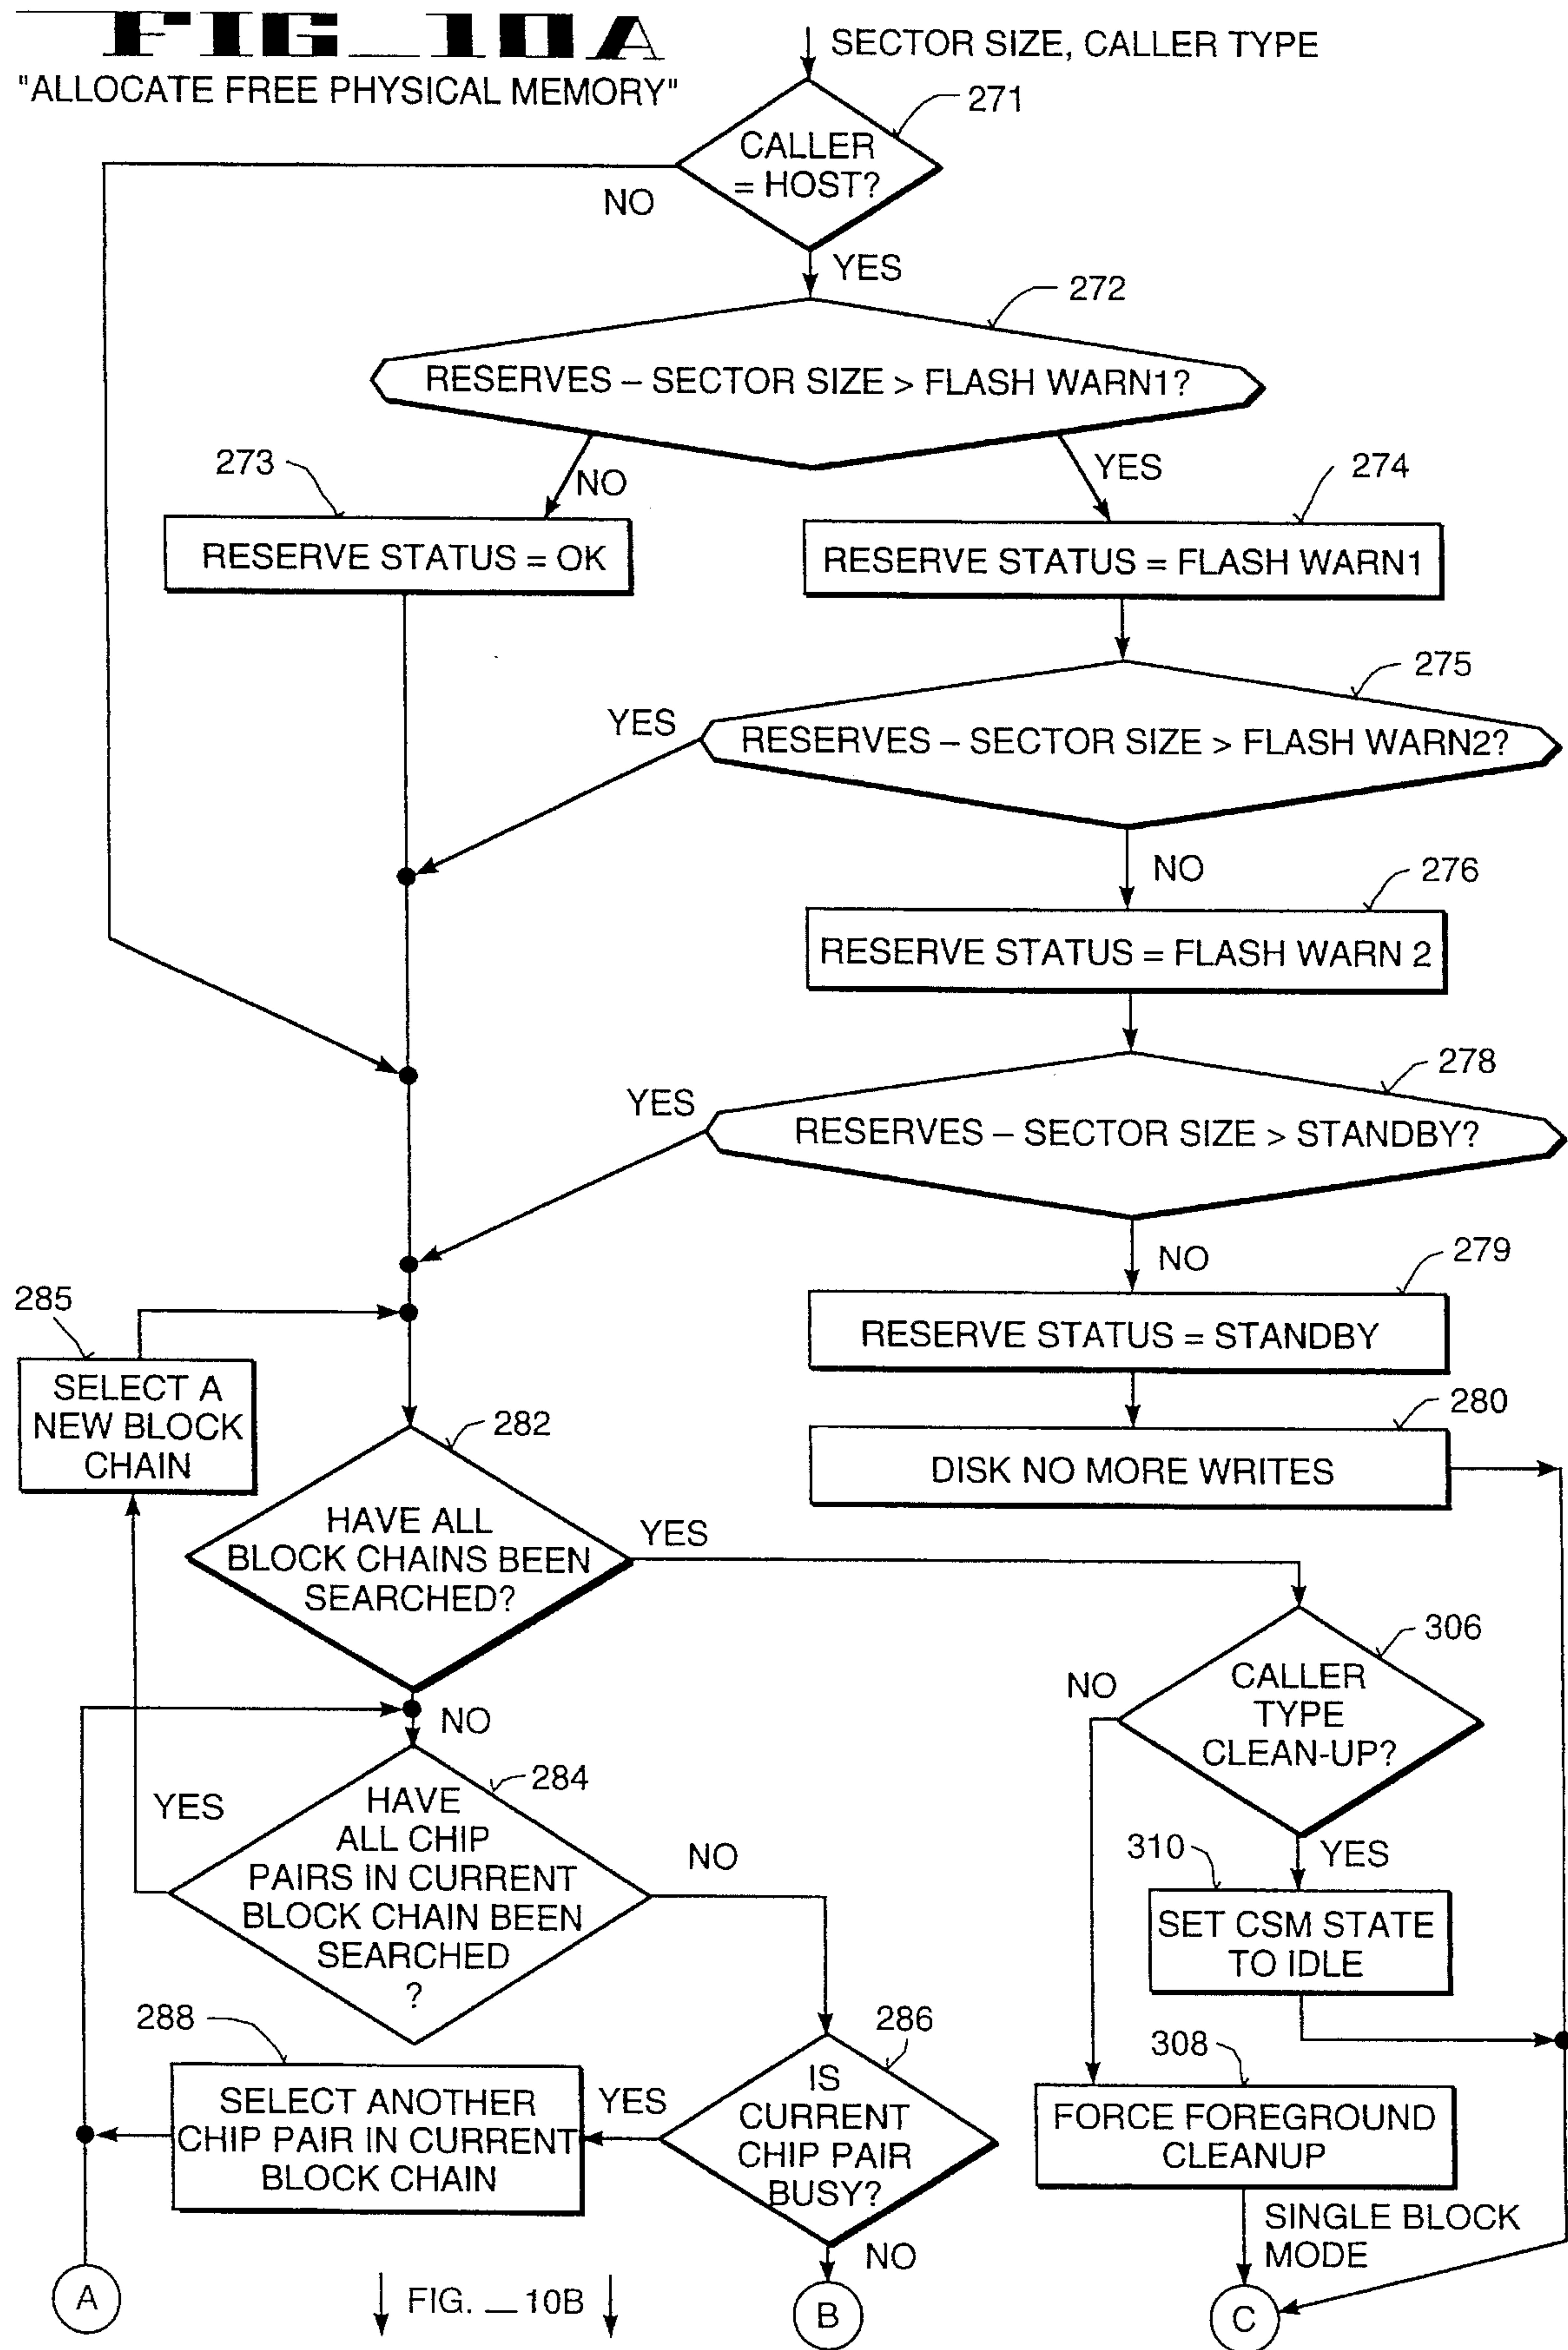 FIG_10A
"ALLOCATE FREE PHYSICAL MEMORY"
SECTOR SIZE, CALLER TYPE
271
CALLER
= HOST?
NO
YES
272
RESERVES – SECTOR SIZE > FLASH WARN1?
273
NO
YES
274
RESERVE STATUS = OK
RESERVE STATUS = FLASH WARN1
275
YES
RESERVES – SECTOR SIZE > FLASH WARN2?
NO
276
RESERVE STATUS = FLASH WARN 2
278
YES
RESERVES – SECTOR SIZE > STANDBY?
NO
279
RESERVE STATUS = STANDBY
285
SELECT A
NEW BLOCK
CHAIN
280
DISK NO MORE WRITES
282
HAVE ALL
BLOCK CHAINS BEEN
SEARCHED?
YES
NO
306
CALLER
TYPE
CLEAN-UP?
NO
YES
284
HAVE
ALL CHIP
PAIRS IN CURRENT
BLOCK CHAIN BEEN
SEARCHED
?
YES
NO
310
SET CSM STATE
TO IDLE
288
SELECT ANOTHER
CHIP PAIR IN CURRENT
BLOCK CHAIN
YES
286
IS
CURRENT
CHIP PAIR
BUSY?
NO
308
FORCE FOREGROUND
CLEANUP
SINGLE BLOCK
MODE
A
FIG. _ 10B
B
C